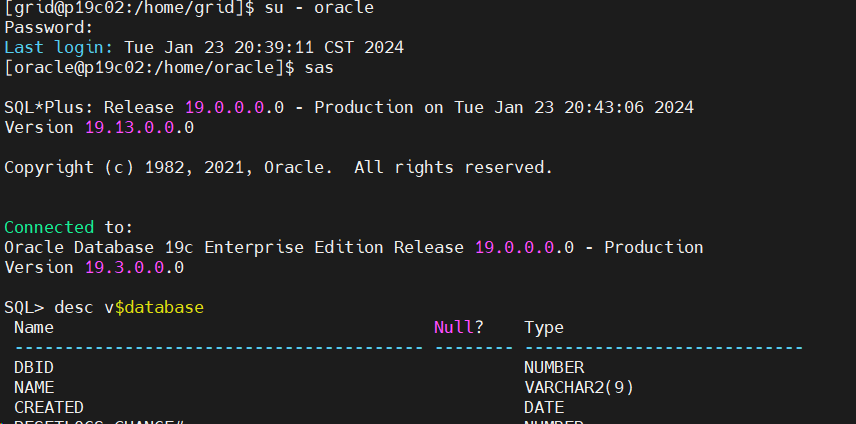 [grid@p19c02:/home/grid]$ su - oracle
Password:
Last login: Tue Jan 23 20:39:11 CST 2024
[oracle@p19c02:/home/oracle]$ sas
SQL*Plus: Release 19.0.0.0.0 - Production on Tue Jan 23 20:43:06 2024
Version 19.13.0.0.0
Copyright (c) 1982, 2021, Oracle.  All rights reserved.
Connected to:
Oracle Database 19c Enterprise Edition Release 19.0.0.0.0 - Production
Version 19.3.0.0.0
SQL> desc v$database
Name Null? Type
----------------------------------------- -------- ----------------------------
DBID NUMBER
NAME VARCHAR2(9)
CREATED DATE
RESETLOGS_CHANGE# NUMBER